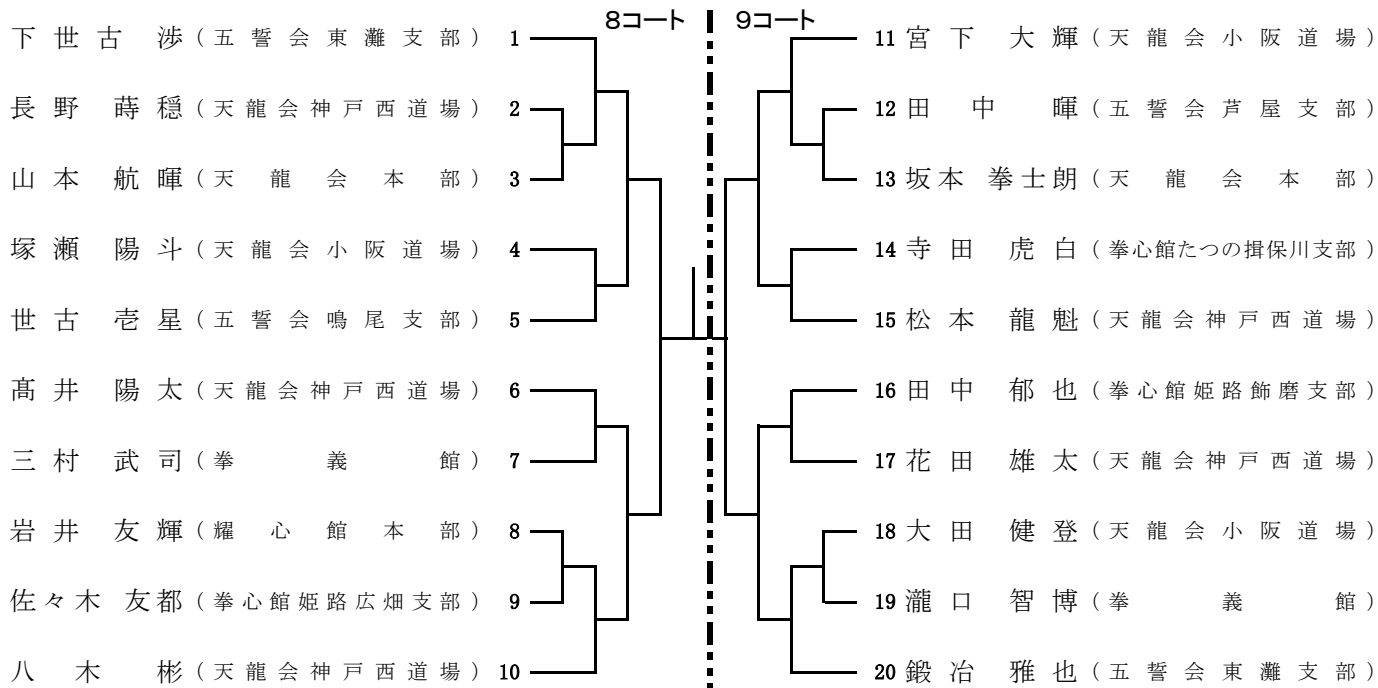 8コート 9コート
下世古 渉（五誓会東灘支部） 1
長野 蒔穏（天龍会神戸西道場） 2
山本 航暉（天龍会本部） 3
塚瀬 陽斗（天龍会小阪道場） 4
世古 壱星（五誓会鳴尾支部） 5
髙井 陽太（天龍会神戸西道場） 6
三村 武司（拳義館） 7
岩井 友輝（耀心館本部） 8
佐々木 友都（拳心館姫路広畑支部） 9
八木 彬（天龍会神戸西道場） 10
11 宮下 大輝（天龍会小阪道場）
12 田中 暉（五誓会芦屋支部）
13 坂本 拳士朗（天龍会本部）
14 寺田 虎白（拳心館たつの揖保川支部）
15 松本 龍魁（天龍会神戸西道場）
16 田中 郁也（拳心館姫路飾磨支部）
17 花田 雄太（天龍会神戸西道場）
18 大田 健登（天龍会小阪道場）
19 瀧口 智博（拳義館）
20 鍛冶 雅也（五誓会東灘支部）